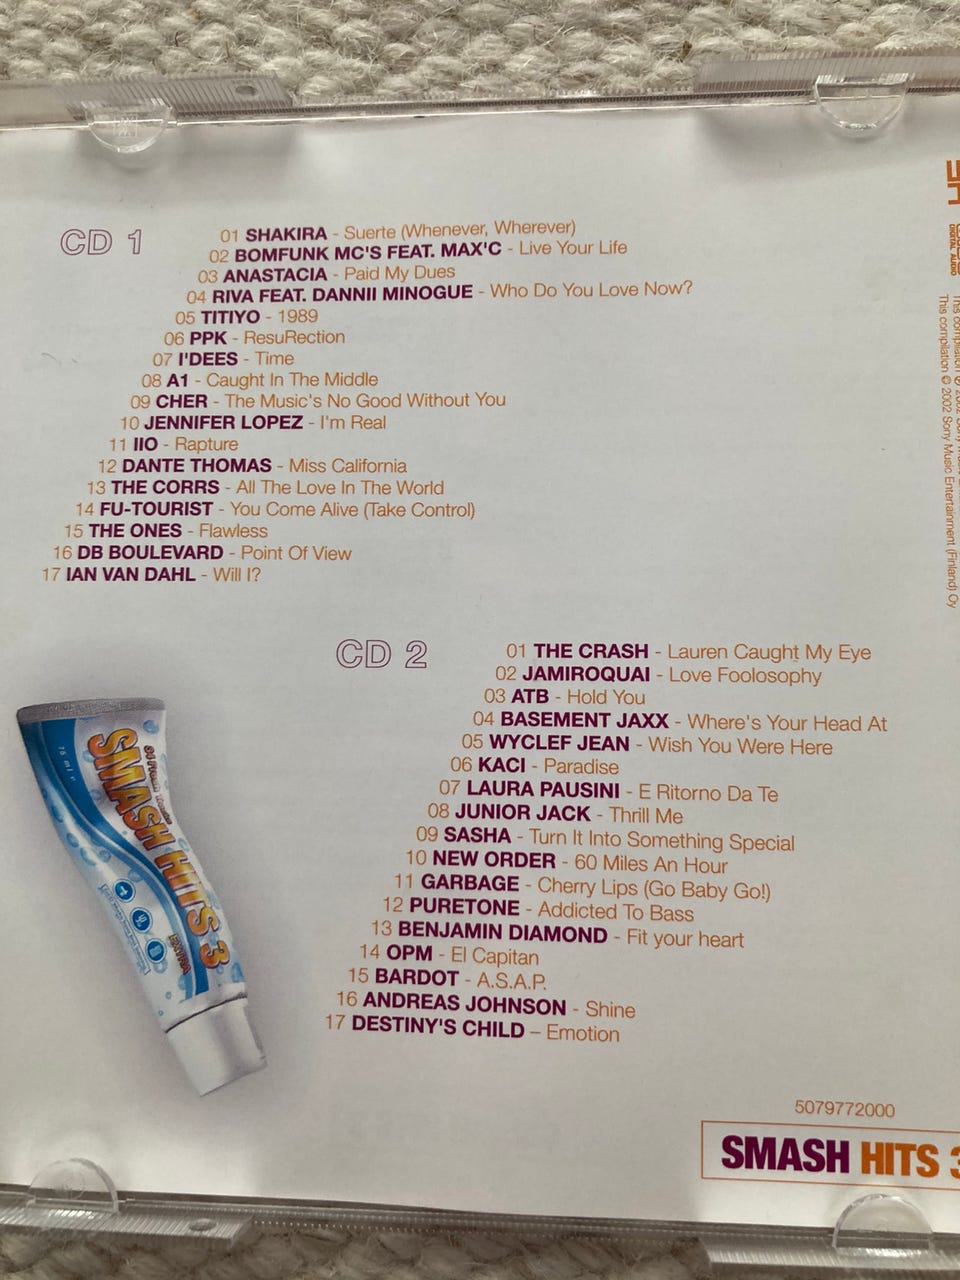 CD 1
01 SHAKIRA - Suerte (Whenever, Wherever)
02 BOMFUNK MC'S FEAT. MAX'C - Live Your Life
03 ANASTACIA - Paid My Dues
04 RIVA FEAT. DANNII MINOGUE - Who Do You Love Now?
05 TITIYO - 1989
06 PPK - ResuRection
07 I'DEES - Time
08 A1 - Caught In The Middle
09 CHER - The Music's No Good Without You
10 JENNIFER LOPEZ - I'm Real
11 IIO - Rapture
12 DANTE THOMAS - Miss California
13 THE CORRS - All The Love In The World
14 FU-TOURIST - You Come Alive (Take Control)
15 THE ONES - Flawless
16 DB BOULEVARD - Point Of View
17 IAN VAN DAHL - Will I?
CD 2
01 THE CRASH - Lauren Caught My Eye
02 JAMIROQUAI - Love Foolosophy
03 ATB - Hold You
04 BASEMENT JAXX - Where's Your Head At
05 WYCLEF JEAN - Wish You Were Here
06 KACI - Paradise
07 LAURA PAUSINI - E Ritorno Da Te
08 JUNIOR JACK - Thrill Me
09 SASHA - Turn It Into Something Special
10 NEW ORDER - 60 Miles An Hour
11 GARBAGE - Cherry Lips (Go Baby Go!)
12 PURETONE - Addicted To Bass
13 BENJAMIN DIAMOND - Fit your heart
14 OPM - El Capitan
15 BARDOT - A.S.A.P.
16 ANDREAS JOHNSON - Shine
17 DESTINY'S CHILD – Emotion
75 ml e
SMASH HITS 3
EXTRA
5079772000
SMASH HITS 3
DIGITAL AUDIO
This compilation © 2002 Sony Music Entertainment (Finland) Oy